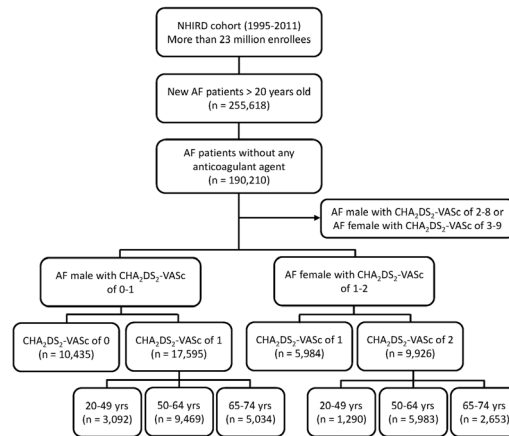 NHIRD cohort (1995-2011)
More than 23 million enrollees
New AF patients > 20 years old
(n = 255,618)
AF patients without any
anticoagulant agent
(n = 190,210)
AF male with CHA₂DS₂-VASc of 2-8 or
AF female with CHA₂DS₂-VASc of 3-9
AF male with CHA₂DS₂-VASc
of 0-1
AF female with CHA₂DS₂-VASc
of 1-2
CHA₂DS₂-VASc of 0
(n = 10,435)
CHA₂DS₂-VASc of 1
(n = 17,595)
CHA₂DS₂-VASc of 1
(n = 5,984)
CHA₂DS₂-VASc of 2
(n = 9,926)
20-49 yrs
(n = 3,092)
50-64 yrs
(n = 9,469)
65-74 yrs
(n = 5,034)
20-49 yrs
(n = 1,290)
50-64 yrs
(n = 5,983)
65-74 yrs
(n = 2,653)